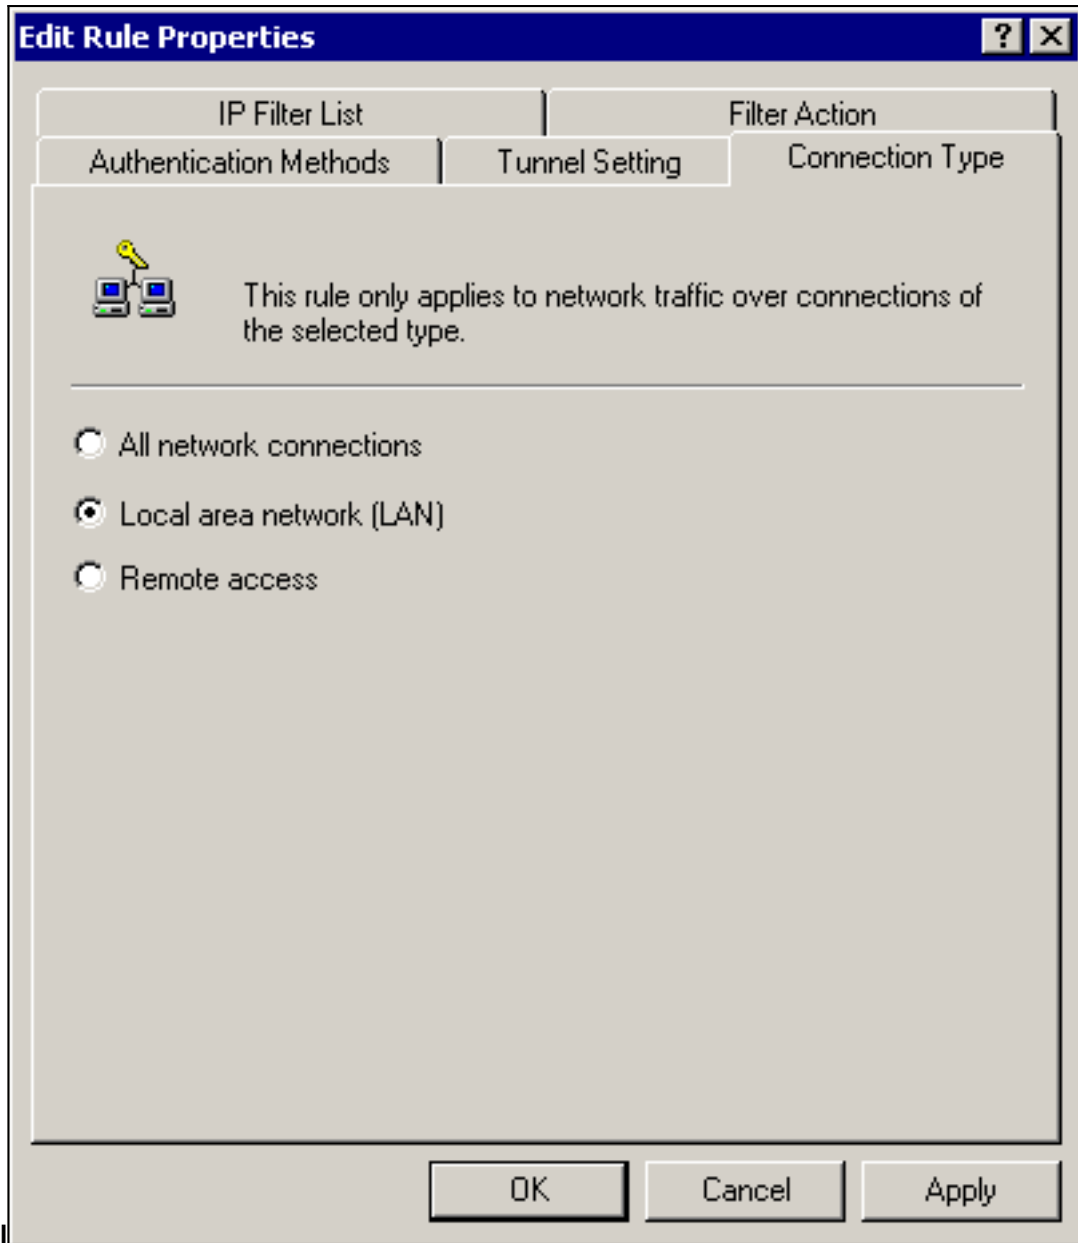 Edit Rule Properties
IP Filter List
Filter Action
Authentication Methods
Tunnel Setting
Connection Type
This rule only applies to network traffic over connections of
the selected type.
All network connections
Local area network (LAN)
Remote access
OK
Cancel
Apply